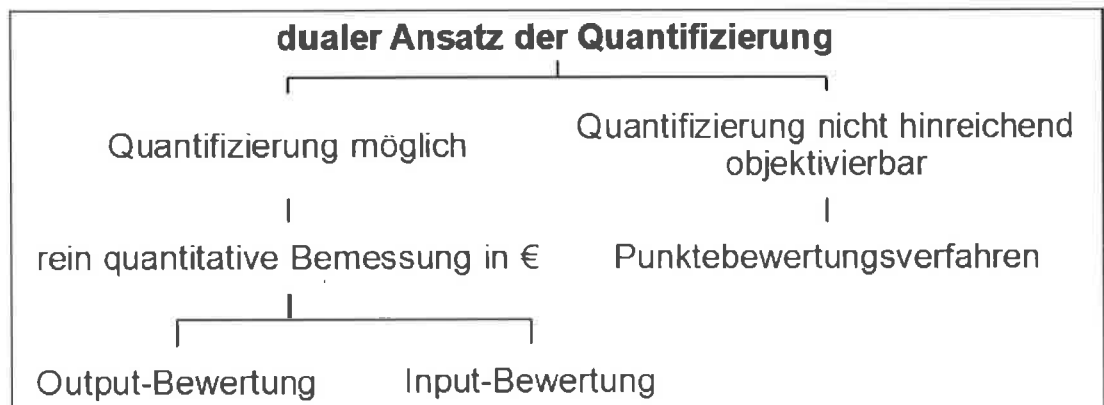 dualer Ansatz der Quantifizierung
Quantifizierung möglich
Quantifizierung nicht hinreichend
objektivierbar
rein quantitative Bemessung in €
Punktebewertungsverfahren
Output-Bewertung
Input-Bewertung